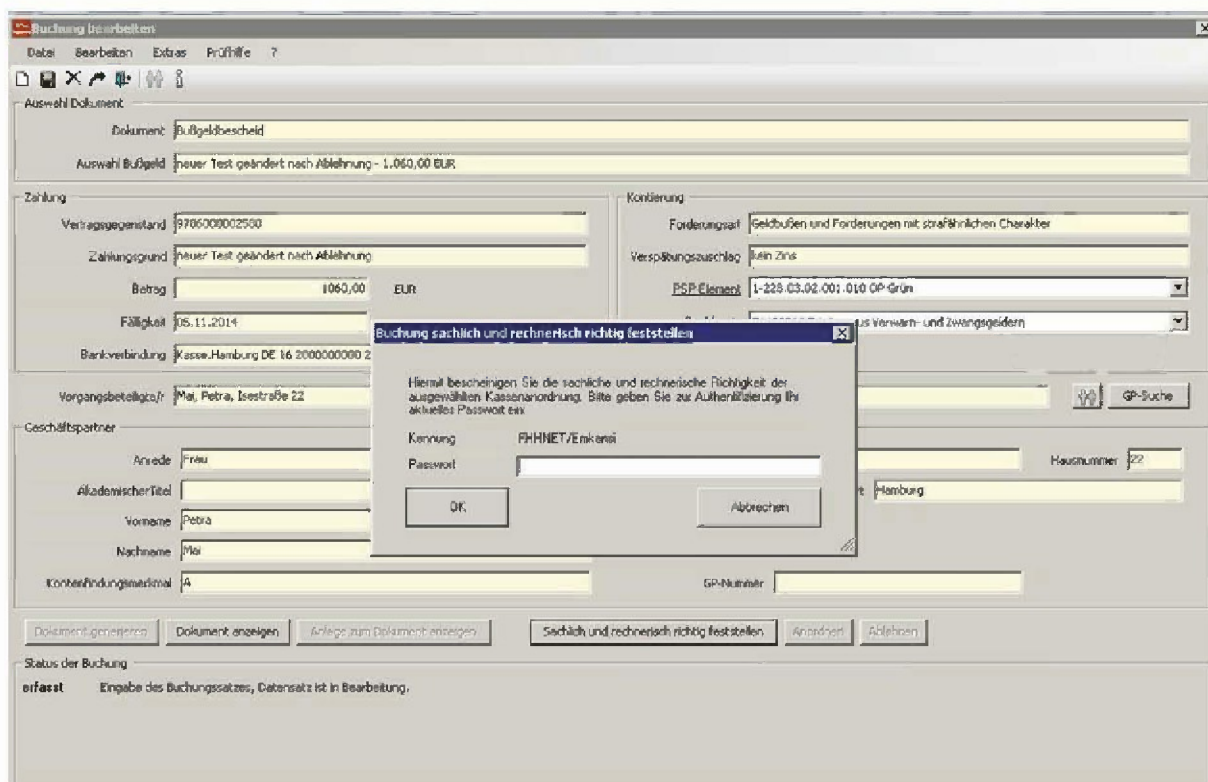 Buchung bearbeiten
Datei Bearbeiten Extras Prüfhilfe ?
Auswahl Dokument
Dokument Bußgeldbescheid
Auswahl Bußgeld neuer Test geändert nach Ablehnung - 1.060,00 EUR
Zahlung
Vertragsgegenstand 9706000002500
Zahlungsgrund neuer Test geändert nach Ablehnung
Betrag 1060,00 EUR
Fälligkeit 05.11.2014
Bankverbindung Kasse.Hamburg DE 16 2000000000 2
Kontierung
Forderungsart Geldbußen und Forderungen mit strafähnlichen Charakter
Verspätungszuschlag kein Zins
PSP-Element 1-228.03.02.001.010 OP Grün
us Verwarn- und Zwangsgeldern
Vorgangsbeteiligte/r Mai, Petra, Isestraße 22
GP-Suche
Geschäftspartner
Anrede Frau
Hausnummer 22
Akademischer Titel
Hamburg
Vorname Petra
Nachname Mai
Kontenfindungsmerkmal A
GP-Nummer
Buchung sachlich und rechnerisch richtig feststellen
Hiermit bescheinigen Sie die sachliche und rechnerische Richtigkeit der
ausgewählten Kassenanordnung. Bitte geben Sie zur Authentifizierung Ihr
aktuelles Passwort ein
Kennung FHHNET/Emkensi
Passwort
OK Abbrechen
Dokument generieren Dokument anzeigen Anlage zum Dokument anzeigen Sachlich und rechnerisch richtig feststellen Anordnen Ablehnen
Status der Buchung
erfasst Eingabe des Buchungssatzes, Datensatz ist in Bearbeitung.